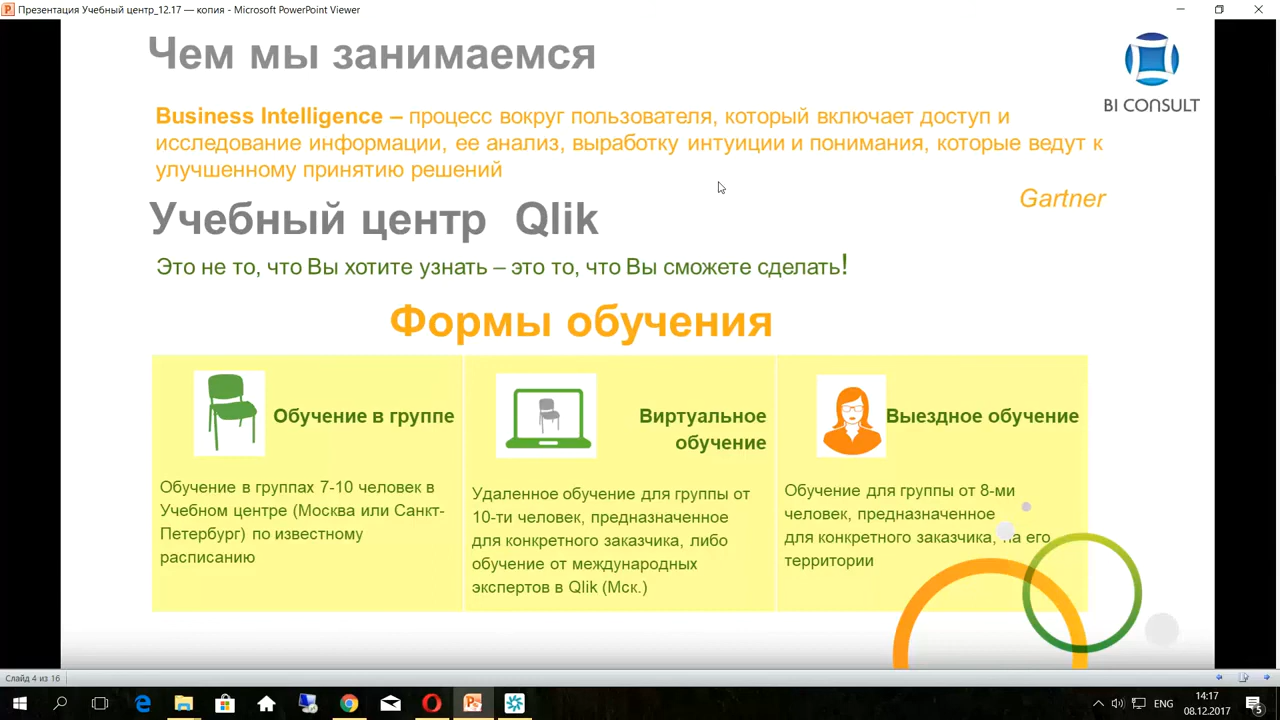 Презентация Учебный центр_12.17 — копия - Microsoft PowerPoint Viewer
Чем мы занимаемся
BI CONSULT
Business Intelligence – процесс вокруг пользователя, который включает доступ и
исследование информации, ее анализ, выработку интуиции и понимания, которые ведут к
улучшенному принятию решений
Gartner
Учебный центр Qlik
Это не то, что Вы хотите узнать – это то, что Вы сможете сделать!
Формы обучения
Обучение в группе
Обучение в группах 7-10 человек в
Учебном центре (Москва или Санкт-
Петербург) по известному
расписанию
Виртуальное
обучение
Удаленное обучение для группы от
10-ти человек, предназначенное
для конкретного заказчика, либо
обучение от международных
экспертов в Qlik (Мск.)
Выездное обучение
Обучение для группы от 8-ми
человек, предназначенное
для конкретного заказчика, на его
территории
Слайд 4 из 16
ENG
14:17
08.12.2017
5